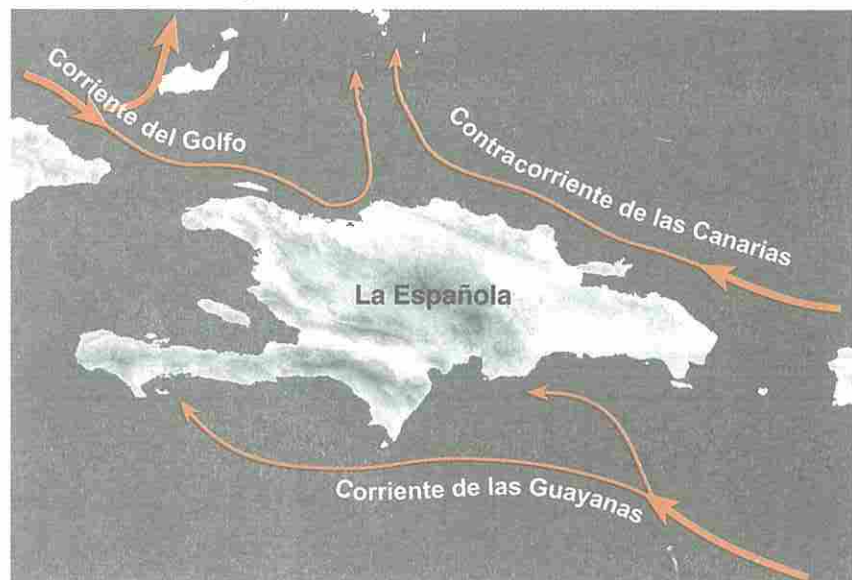 Corriente del Golfo
Contracorriente de las Canarias
La Española
Corriente de las Guayanas